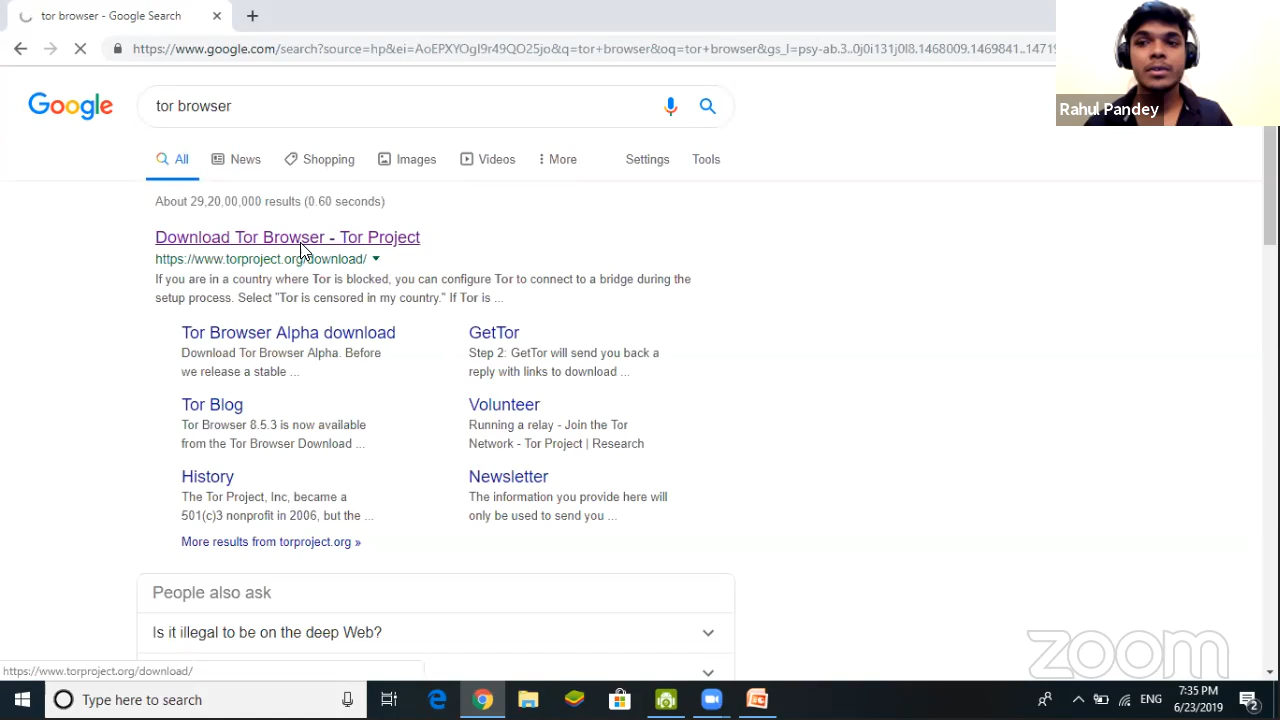 tor browser - Google Search
https://www.google.com/search?source=hp&ei=AoEPXYOgI9r49QO25jo&q=tor+browser&oq=tor+browser&gs_l=psy-ab.3..0j0i131j0l8.1468009.1469841..14719
Rahul Pandey
Google
tor browser
All News Shopping Images Videos More Settings Tools
About 29,20,00,000 results (0.60 seconds)
Download Tor Browser - Tor Project
https://www.torproject.org/download/
If you are in a country where Tor is blocked, you can configure Tor to connect to a bridge during the
setup process. Select "Tor is censored in my country." If Tor is ...
Tor Browser Alpha download
Download Tor Browser Alpha. Before
we release a stable ...
GetTor
Step 2: GetTor will send you back a
reply with links to download ...
Tor Blog
Tor Browser 8.5.3 is now available
from the Tor Browser Download ...
Volunteer
Running a relay - Join the Tor
Network - Tor Project | Research
History
The Tor Project, Inc, became a
501(c)3 nonprofit in 2006, but the ...
Newsletter
The information you provide here will
only be used to send you ...
More results from torproject.org »
People also ask
Is it illegal to be on the deep Web?
zoom
https://www.torproject.org/download/
Type here to search
ENG
7:35 PM
6/23/2019
2